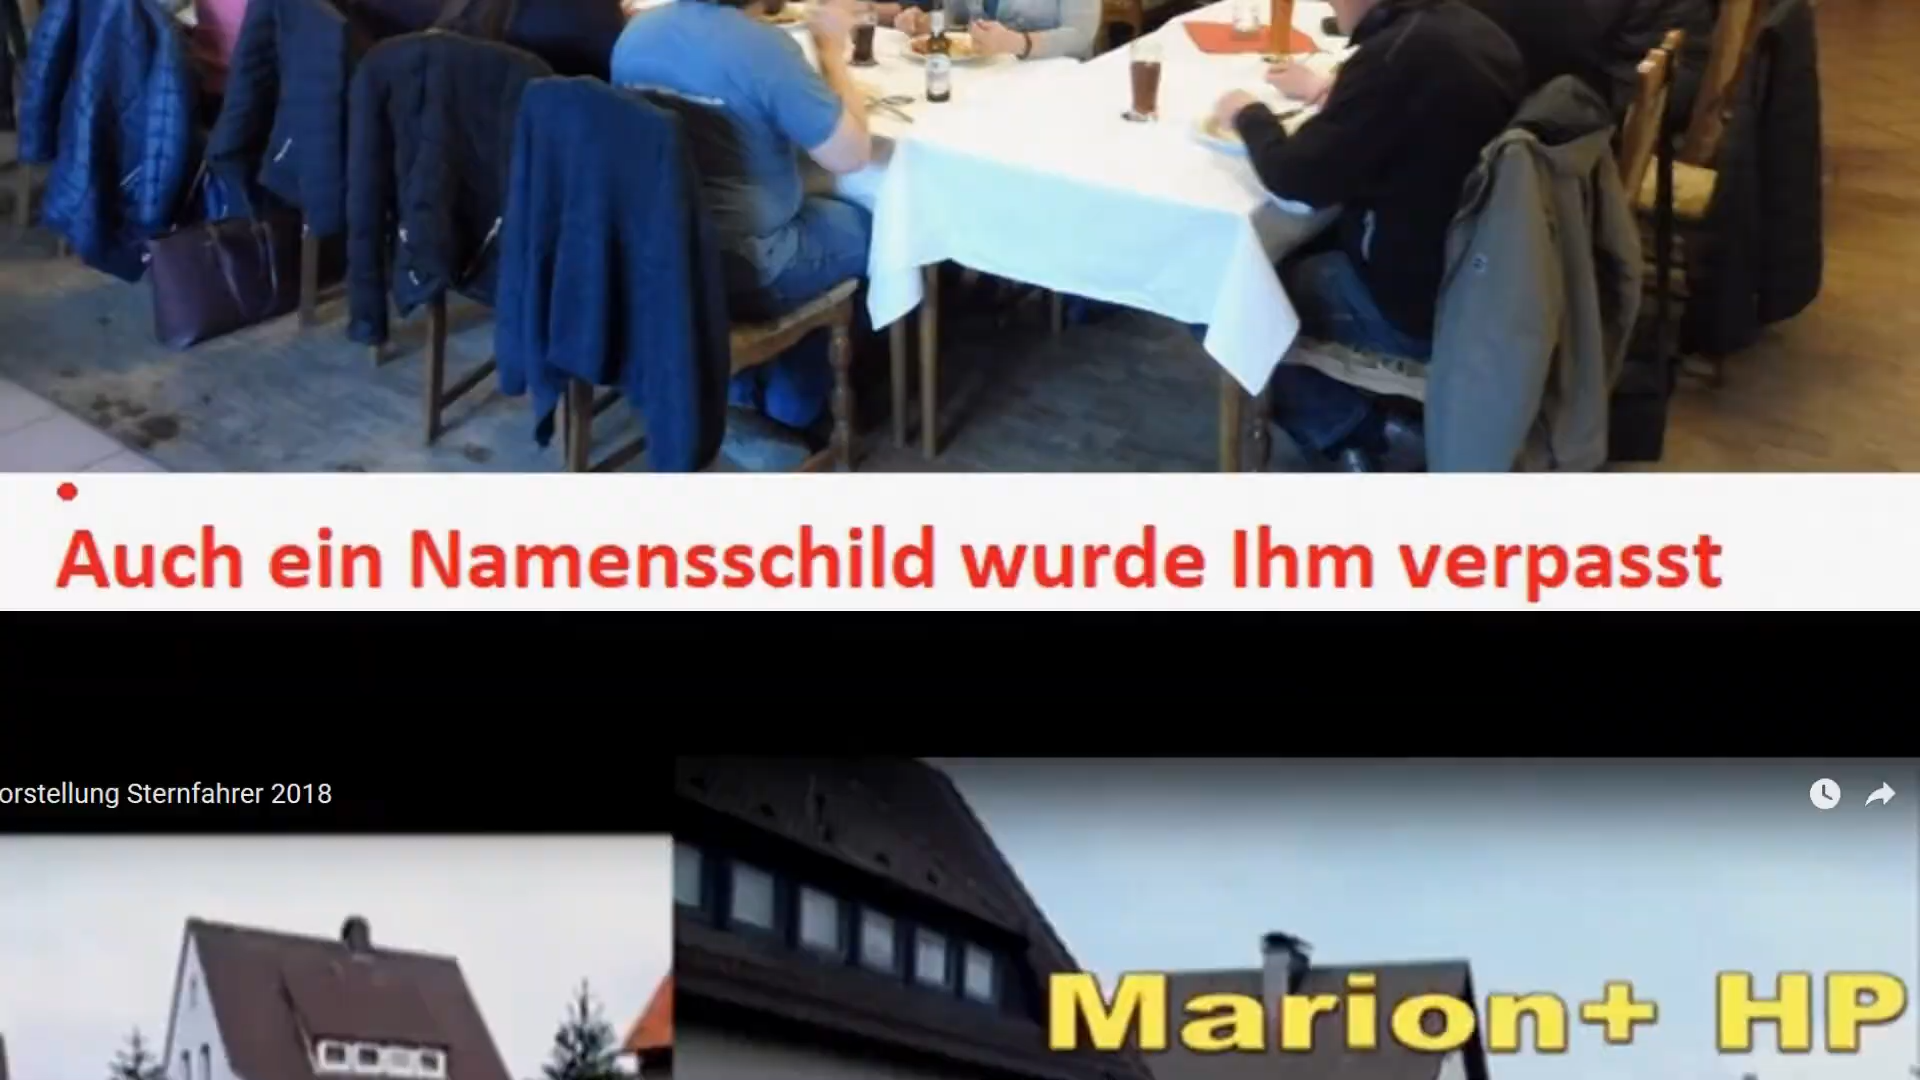 Auch ein Namensschild wurde Ihm verpasst
orstellung Sternfahrer 2018
Marion+ HP